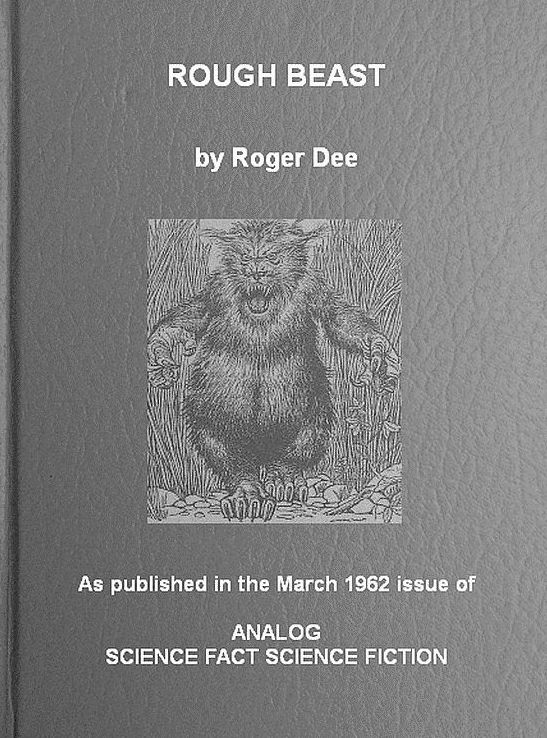 ROUGH BEAST
by Roger Dee
As published in the March 1962 issue of
ANALOG
SCIENCE FACT SCIENCE FICTION